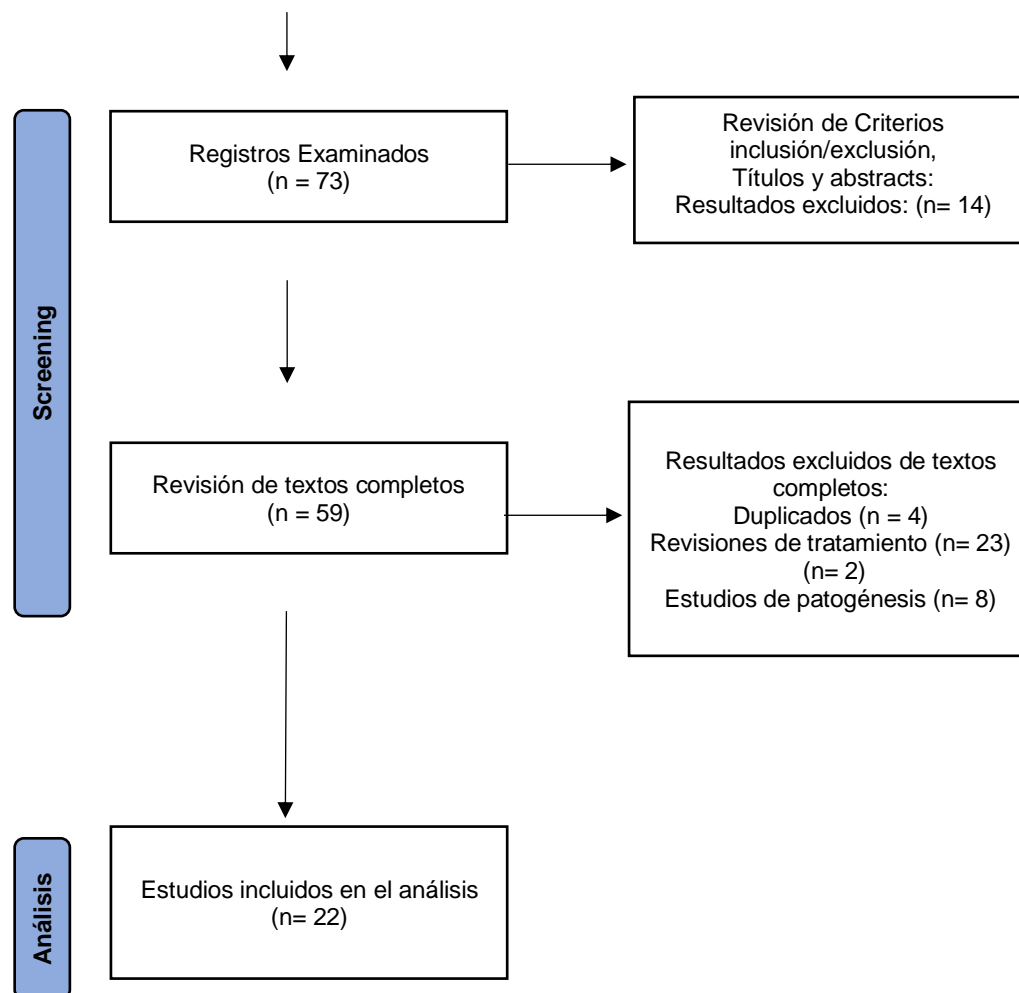 Screening
Registros Examinados
(n = 73)
Revisión de Criterios
inclusión/exclusión,
Títulos y abstracts:
Resultados excluidos: (n= 14)
Revisión de textos completos
(n = 59)
Resultados excluidos de textos
completos:
Duplicados (n = 4)
Revisiones de tratamiento (n= 23)
(n= 2)
Estudios de patogénesis (n= 8)
Análisis
Estudios incluidos en el análisis
(n= 22)